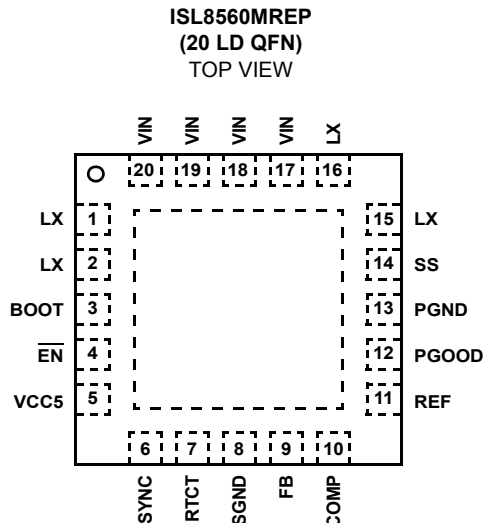 ISL8560MREP
(20 LD QFN)
TOP VIEW
VIN VIN VIN VIN LX
20 19 18 17 16
LX 1 15 LX
LX 2 14 SS
BOOT 3 13 PGND
EN 4 12 PGOOD
VCC5 5 11 REF
6 7 8 9 10
SYNC RTCT SGND FB COMP